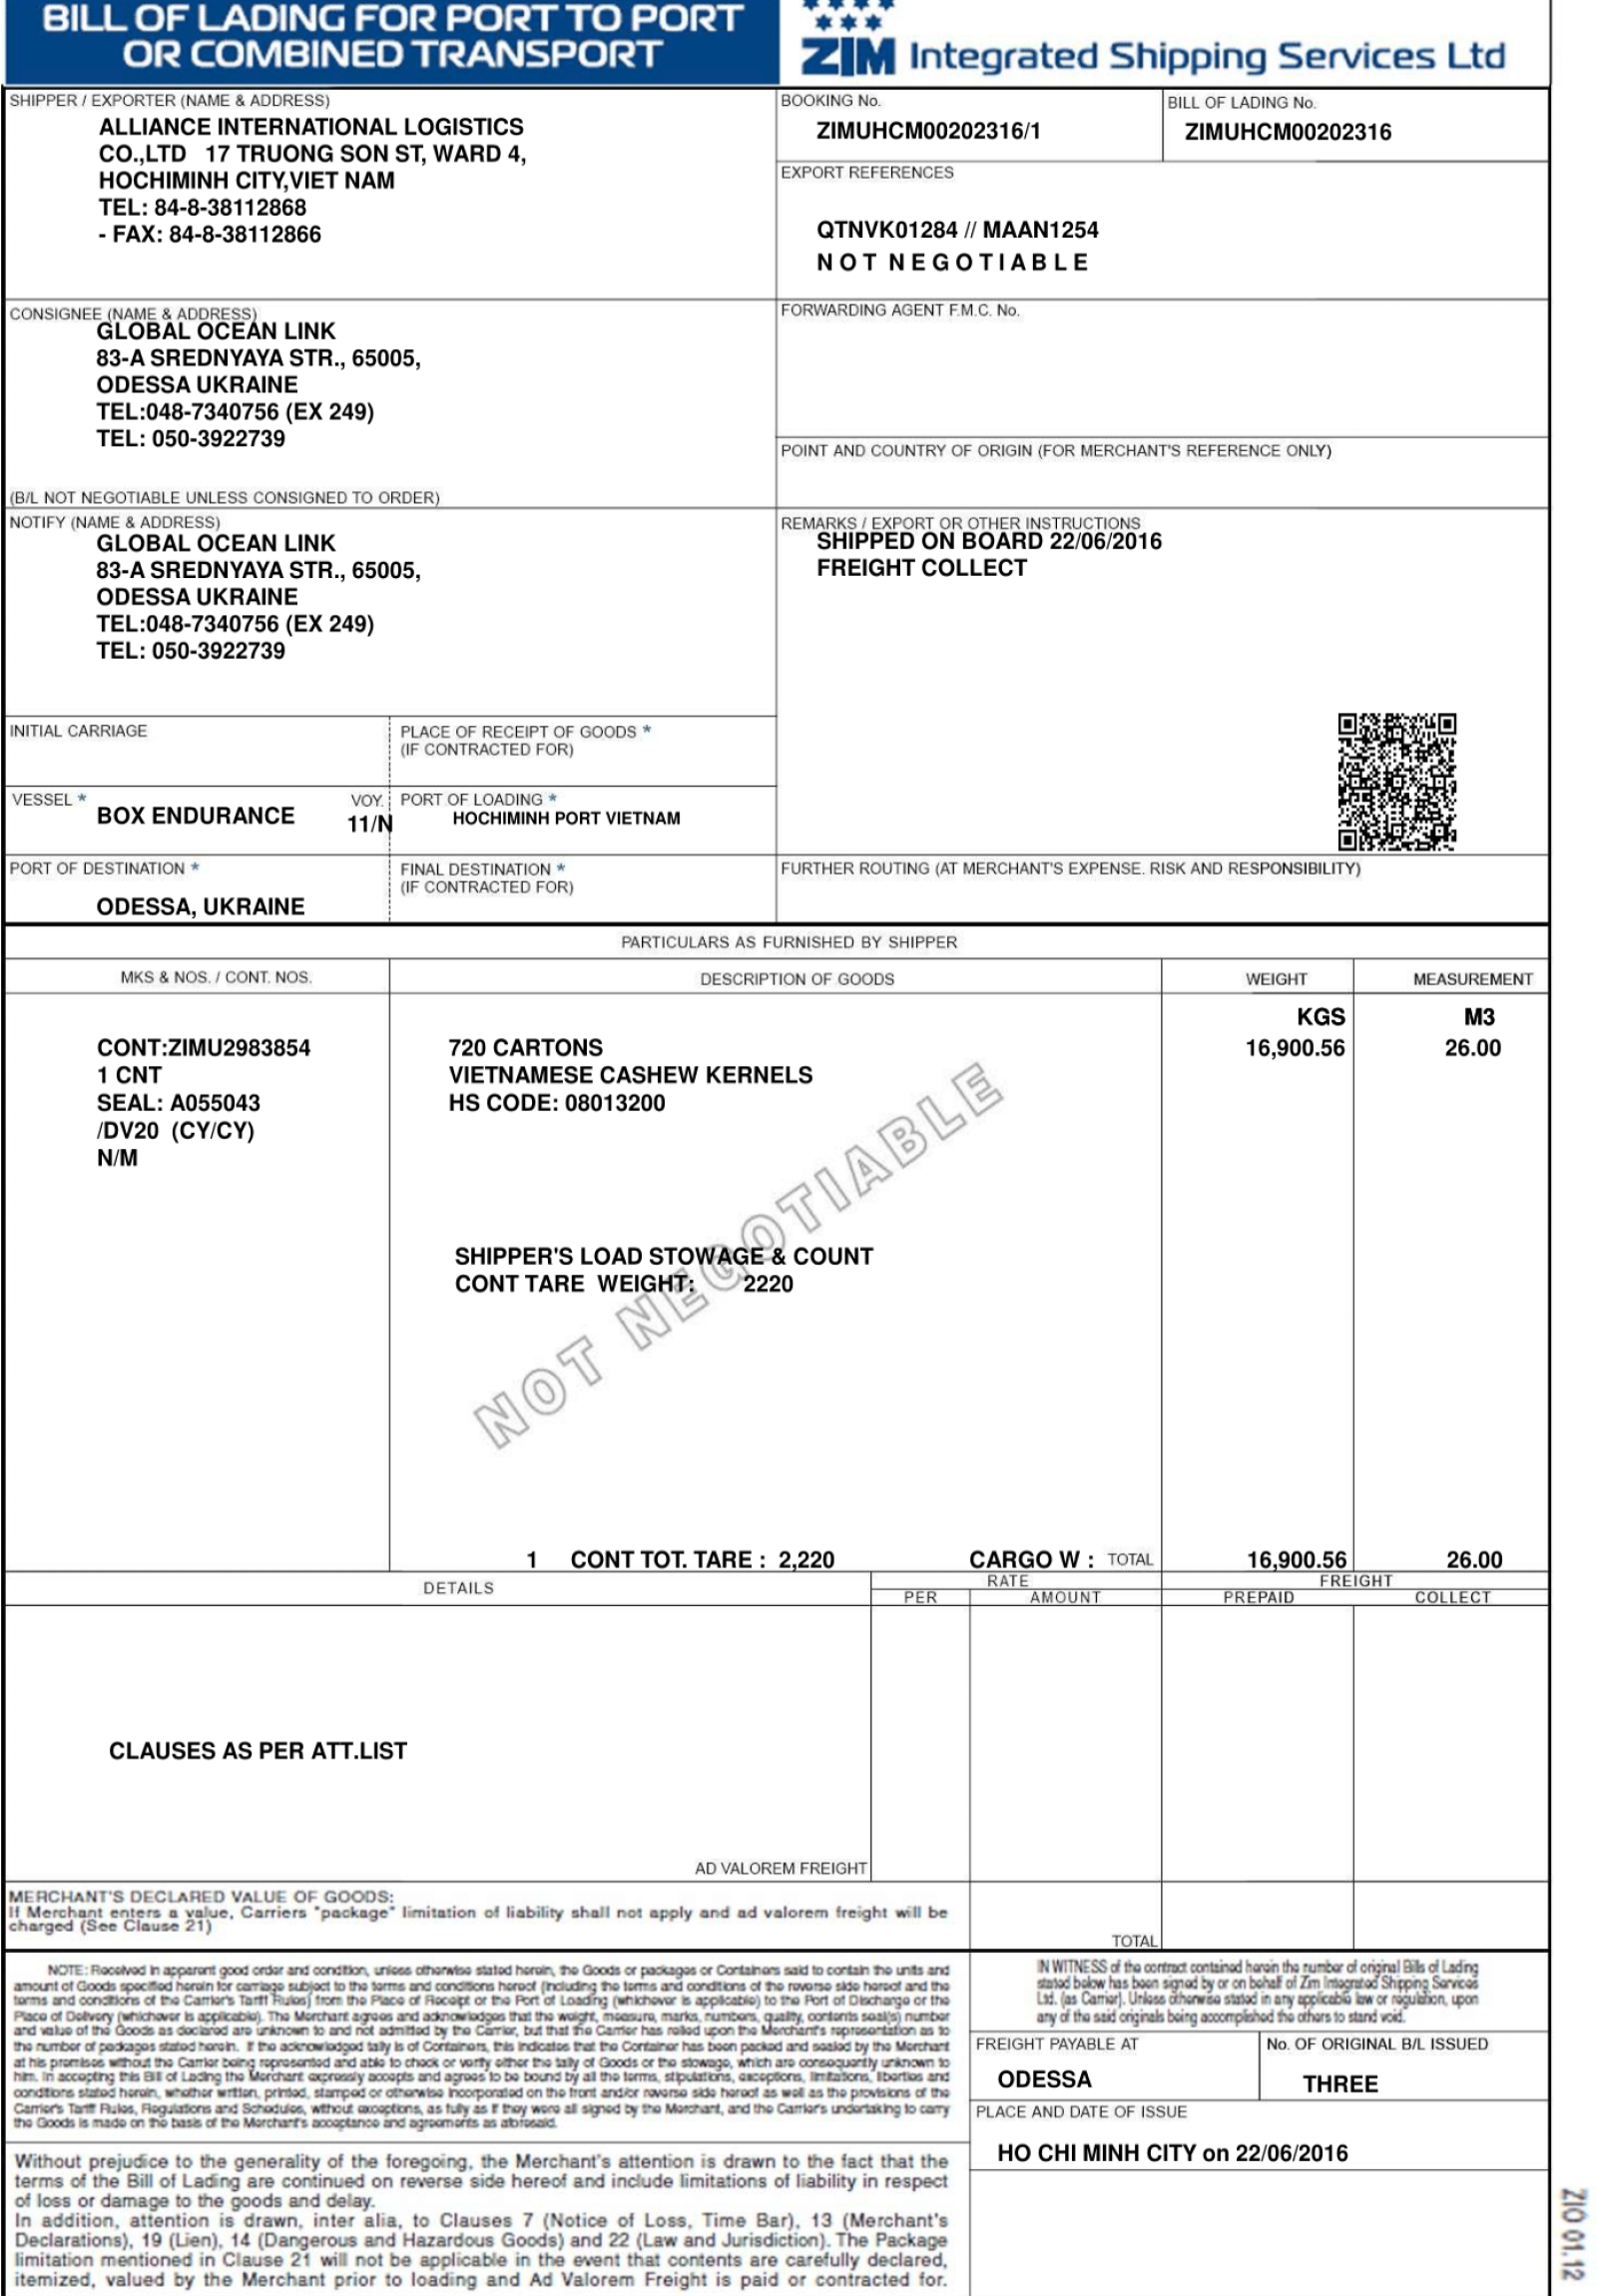 BILL OF LADING FOR PORT TO PORT
OR COMBINED TRANSPORT
ZIM Integrated Shipping Services Ltd
SHIPPER / EXPORTER (NAME & ADDRESS)
ALLIANCE INTERNATIONAL LOGISTICS
CO.,LTD 17 TRUONG SON ST, WARD 4,
HOCHIMINH CITY,VIET NAM
TEL: 84-8-38112868
- FAX: 84-8-38112866
BOOKING No.
ZIMUHCM00202316/1
BILL OF LADING No.
ZIMUHCM00202316
EXPORT REFERENCES
QTNVK01284 // MAAN1254
N O T N E G O T I A B L E
CONSIGNEE (NAME & ADDRESS)
GLOBAL OCEAN LINK
83-A SREDNYAYA STR., 65005,
ODESSA UKRAINE
TEL:048-7340756 (EX 249)
TEL: 050-3922739
(B/L NOT NEGOTIABLE UNLESS CONSIGNED TO ORDER)
FORWARDING AGENT F.M.C. No.
POINT AND COUNTRY OF ORIGIN (FOR MERCHANT'S REFERENCE ONLY)
NOTIFY (NAME & ADDRESS)
GLOBAL OCEAN LINK
83-A SREDNYAYA STR., 65005,
ODESSA UKRAINE
TEL:048-7340756 (EX 249)
TEL: 050-3922739
REMARKS / EXPORT OR OTHER INSTRUCTIONS
SHIPPED ON BOARD 22/06/2016
FREIGHT COLLECT
INITIAL CARRIAGE
PLACE OF RECEIPT OF GOODS *
(IF CONTRACTED FOR)
VESSEL *
BOX ENDURANCE
VOY.
11/N
PORT OF LOADING *
HOCHIMINH PORT VIETNAM
PORT OF DESTINATION *
ODESSA, UKRAINE
FINAL DESTINATION *
(IF CONTRACTED FOR)
FURTHER ROUTING (AT MERCHANT'S EXPENSE. RISK AND RESPONSIBILITY)
PARTICULARS AS FURNISHED BY SHIPPER
MKS & NOS. / CONT. NOS. DESCRIPTION OF GOODS WEIGHT MEASUREMENT
KGS M3
CONT:ZIMU2983854 720 CARTONS 16,900.56 26.00
1 CNT VIETNAMESE CASHEW KERNELS
SEAL: A055043 HS CODE: 08013200
/DV20 (CY/CY)
N/M
NOT NEGOTIABLE
SHIPPER'S LOAD STOWAGE & COUNT
CONT TARE WEIGHT: 2220
1 CONT TOT. TARE : 2,220 CARGO W : TOTAL 16,900.56 26.00
DETAILS
RATE
PER AMOUNT
FREIGHT
PREPAID COLLECT
CLAUSES AS PER ATT.LIST
AD VALOREM FREIGHT
MERCHANT'S DECLARED VALUE OF GOODS:
If Merchant enters a value, Carriers "package" limitation of liability shall not apply and ad valorem freight will be
charged (See Clause 21)
TOTAL
NOTE: Received in apparent good order and condition, unless otherwise stated herein, the Goods or packages or Containers said to contain the units and
amount of Goods specified herein for carriage subject to the terms and conditions hereof (including the terms and conditions of the reverse side hereof and the
terms and conditions of the Carrier's Tariff Rules) from the Place of Receipt or the Port of Loading (whichever is applicable) to the Port of Discharge or the
Place of Delivery (whichever is applicable). The Merchant agrees and acknowledges that the weight, measure, marks, numbers, quality, contents seal(s) number
and value of the Goods as declared are unknown to and not admitted by the Carrier, but that the Carrier has relied upon the Merchant's representation as to
the number of packages stated herein. If the acknowledged tally is of Containers, this indicates that the Container has been packed and sealed by the Merchant
at his premises without the Carrier being represented and able to check or verify either the tally of Goods or the stowage, which are consequently unknown to
him. In accepting this Bill of Lading the Merchant expressly accepts and agrees to be bound by all the terms, stipulations, exceptions, limitations, liberties and
conditions stated herein, whether written, printed, stamped or otherwise incorporated on the front and/or reverse side hereof as well as the provisions of the
Carrier's Tariff Rules, Regulations and Schedules, without exceptions, as fully as if they were all signed by the Merchant, and the Carrier's undertaking to carry
the Goods is made on the basis of the Merchant's acceptance and agreements as aforesaid.
IN WITNESS of the contract contained herein the number of original Bills of Lading
stated below has been signed by or on behalf of Zim Integrated Shipping Services
Ltd. (as Carrier). Unless otherwise stated in any applicable law or regulation, upon
any of the said originals being accomplished the others to stand void.
FREIGHT PAYABLE AT
ODESSA
No. OF ORIGINAL B/L ISSUED
THREE
PLACE AND DATE OF ISSUE
HO CHI MINH CITY on 22/06/2016
Without prejudice to the generality of the foregoing, the Merchant's attention is drawn to the fact that the
terms of the Bill of Lading are continued on reverse side hereof and include limitations of liability in respect
of loss or damage to the goods and delay.
In addition, attention is drawn, inter alia, to Clauses 7 (Notice of Loss, Time Bar), 13 (Merchant's
Declarations), 19 (Lien), 14 (Dangerous and Hazardous Goods) and 22 (Law and Jurisdiction). The Package
limitation mentioned in Clause 21 will not be applicable in the event that contents are carefully declared,
itemized, valued by the Merchant prior to loading and Ad Valorem Freight is paid or contracted for.
ZIO 01.12